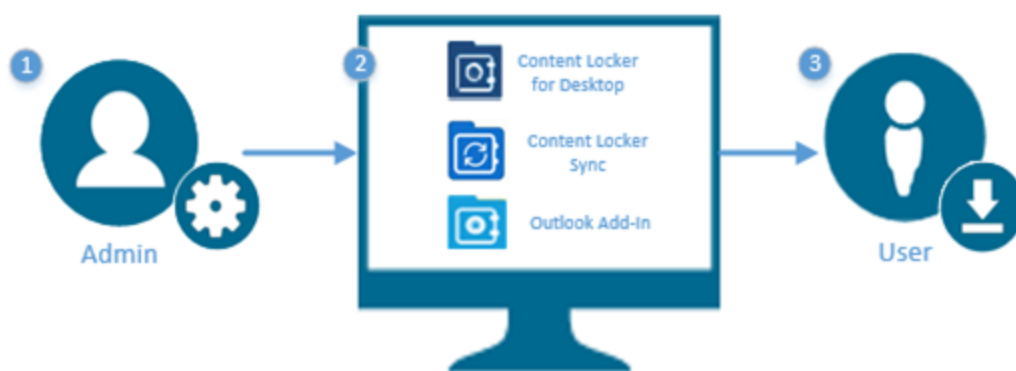 1
Admin
2
Content Locker
for Desktop
Content Locker
Sync
Outlook Add-In
3
User